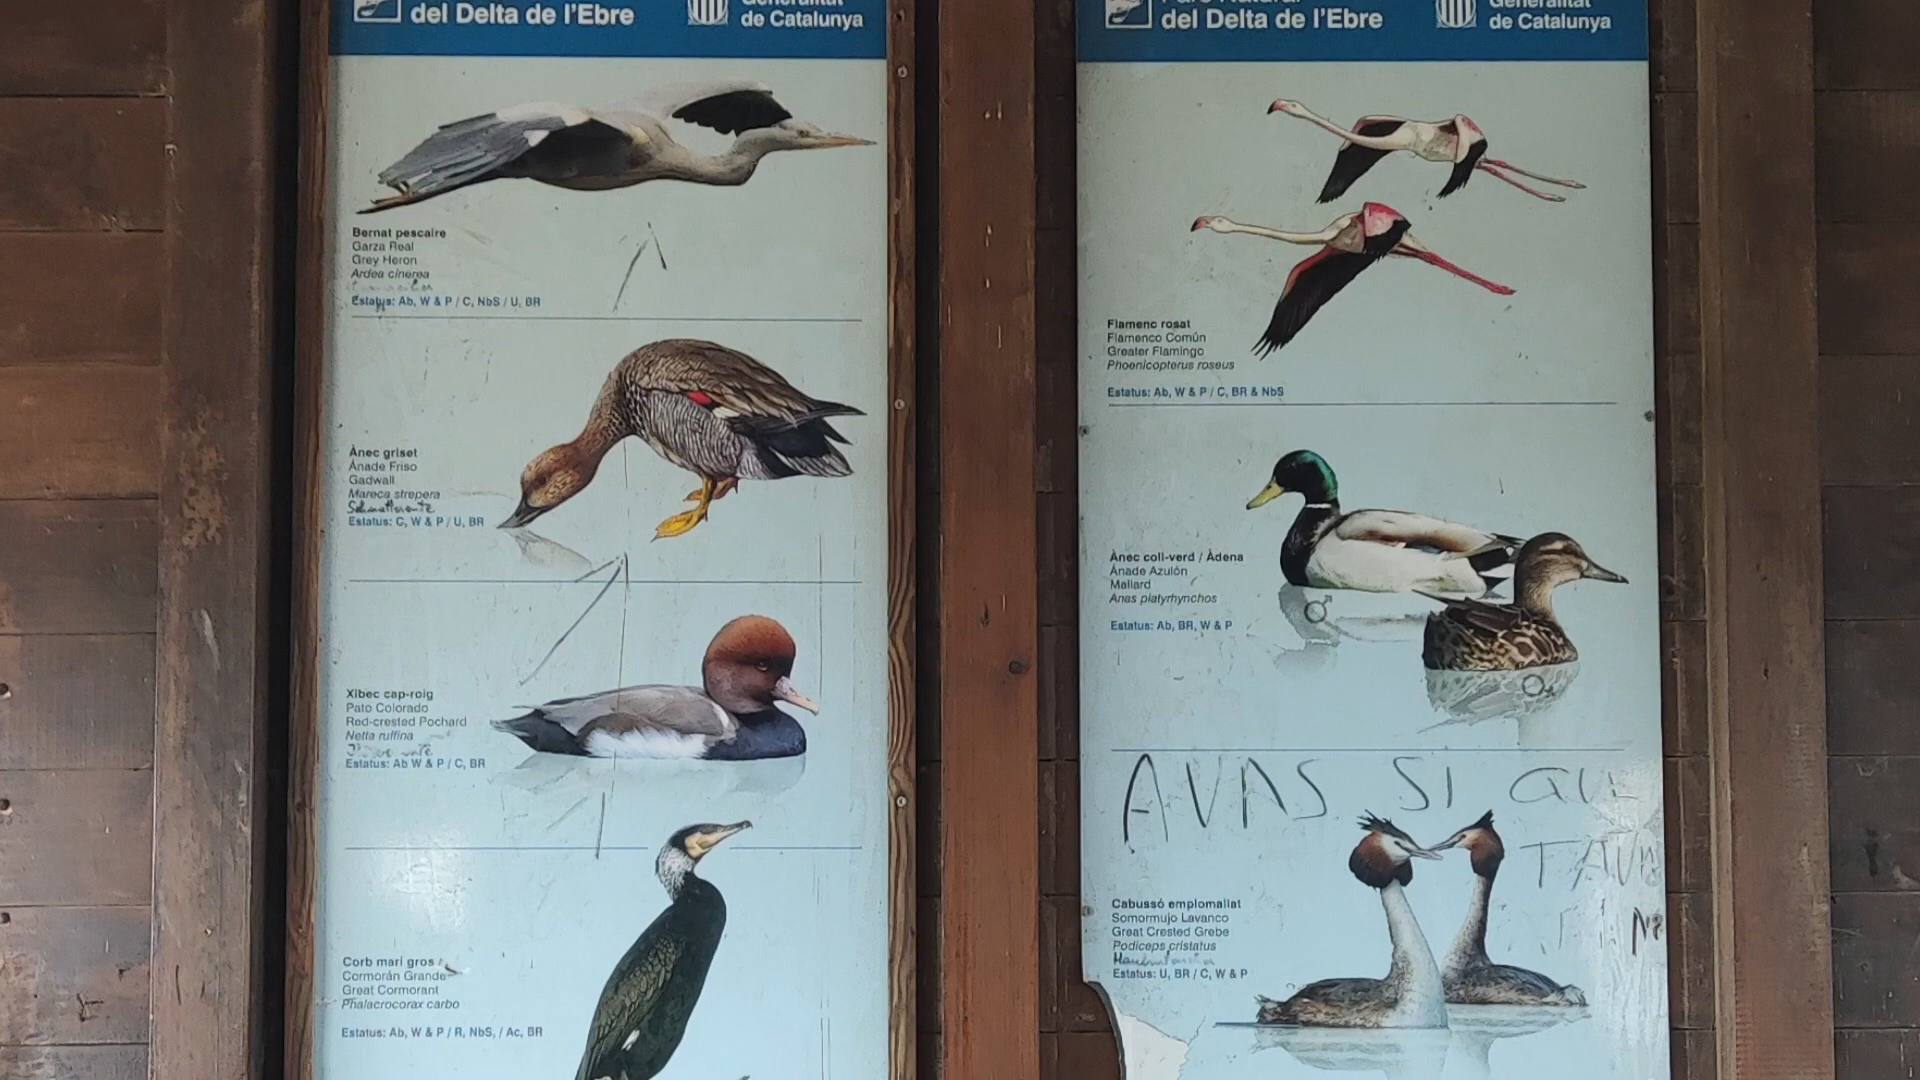 del Delta de l'Ebre
Generalitat
de Catalunya
Bernat pescaire
Garza Real
Grey Heron
Ardea cinerea
Estatus: Ab, W & P / C, NbS / U, BR
Ànec griset
Ánade Friso
Gadwall
Mareca strepera
Estatus: C, W & P / U, BR
Xibec cap-roig
Pato Colorado
Red-crested Pochard
Netta ruffina
Estatus: Ab W & P / C, BR
Corb mari gros
Cormorán Grande
Great Cormorant
Phalacrocorax carbo
Estatus: Ab, W & P / R, NbS, / Ac, BR
Parc Natural
del Delta de l'Ebre
Generalitat
de Catalunya
Flamenc rosat
Flamenco Común
Greater Flamingo
Phoenicopterus roseus
Estatus: Ab, W & P / C, BR & NbS
Ànec coll-verd / Àdena
Ánade Azulón
Mallard
Anas platyrhynchos
Estatus: Ab, BR, W & P
AVAS SI
Cabussó emplomallat
Somormujo Lavanco
Great Crested Grebe
Podiceps cristatus
Estatus: U, BR / C, W & P